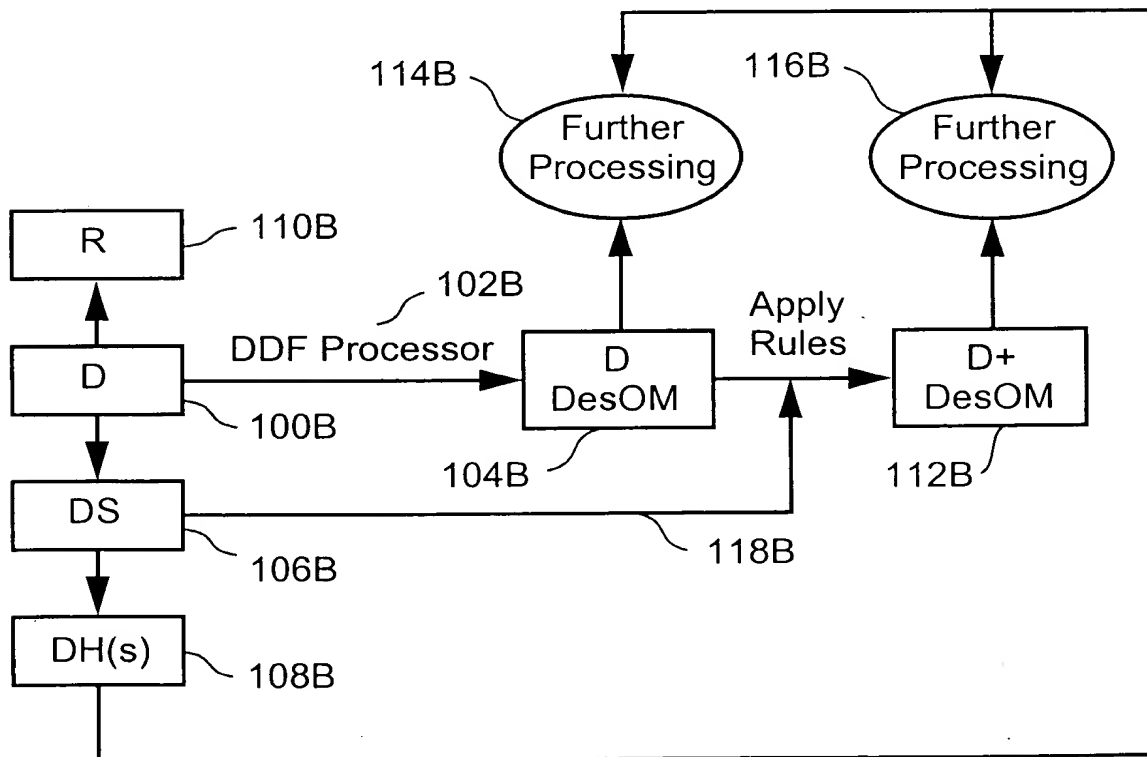 114B
116B
Further
Processing
Further
Processing
R
110B
102B
Apply
Rules
DDF Processor
D
100B
D
DesOM
D+
DesOM
104B
112B
DS
106B
118B
DH(s)
108B